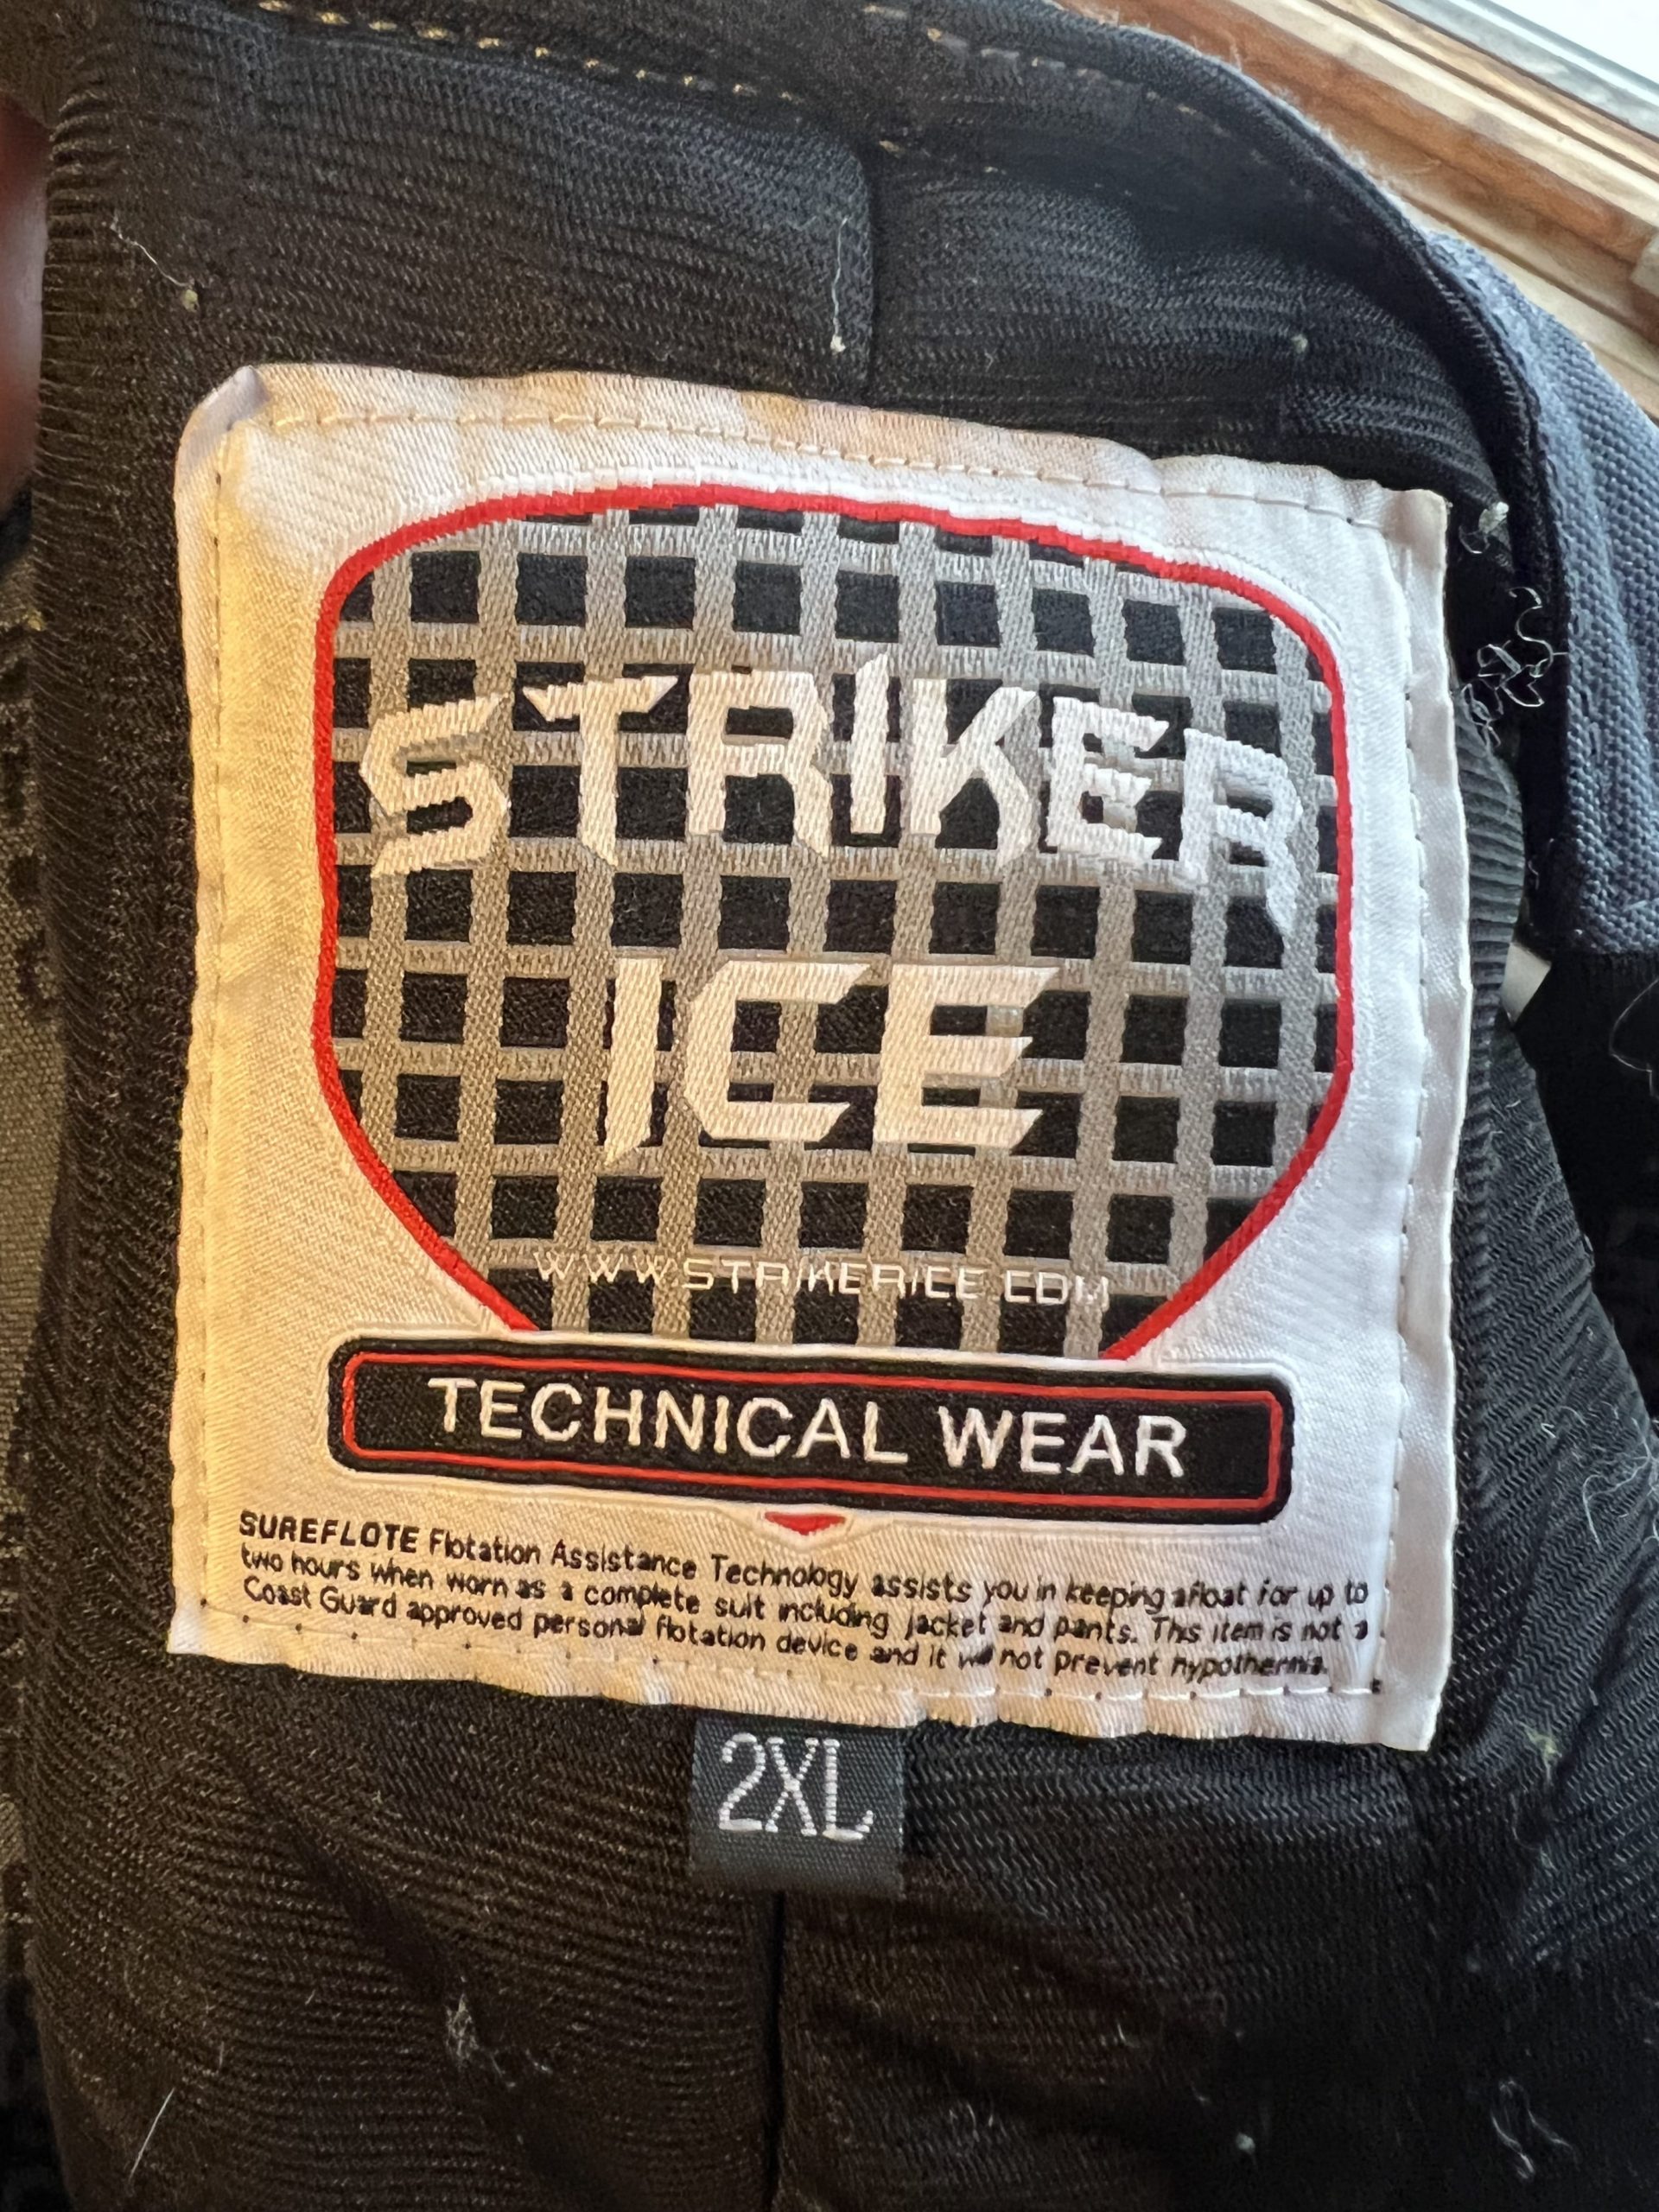 STRIKER
ICE
WWW.STRIKERICE.COM
TECHNICAL WEAR
SUREFLOTE Flotation Assistance Technology assists you in keeping afloat for up to
two hours when worn as a complete suit including jacket and pants. This item is not a
Coast Guard approved personal flotation device and it will not prevent hypothermia.
2XL